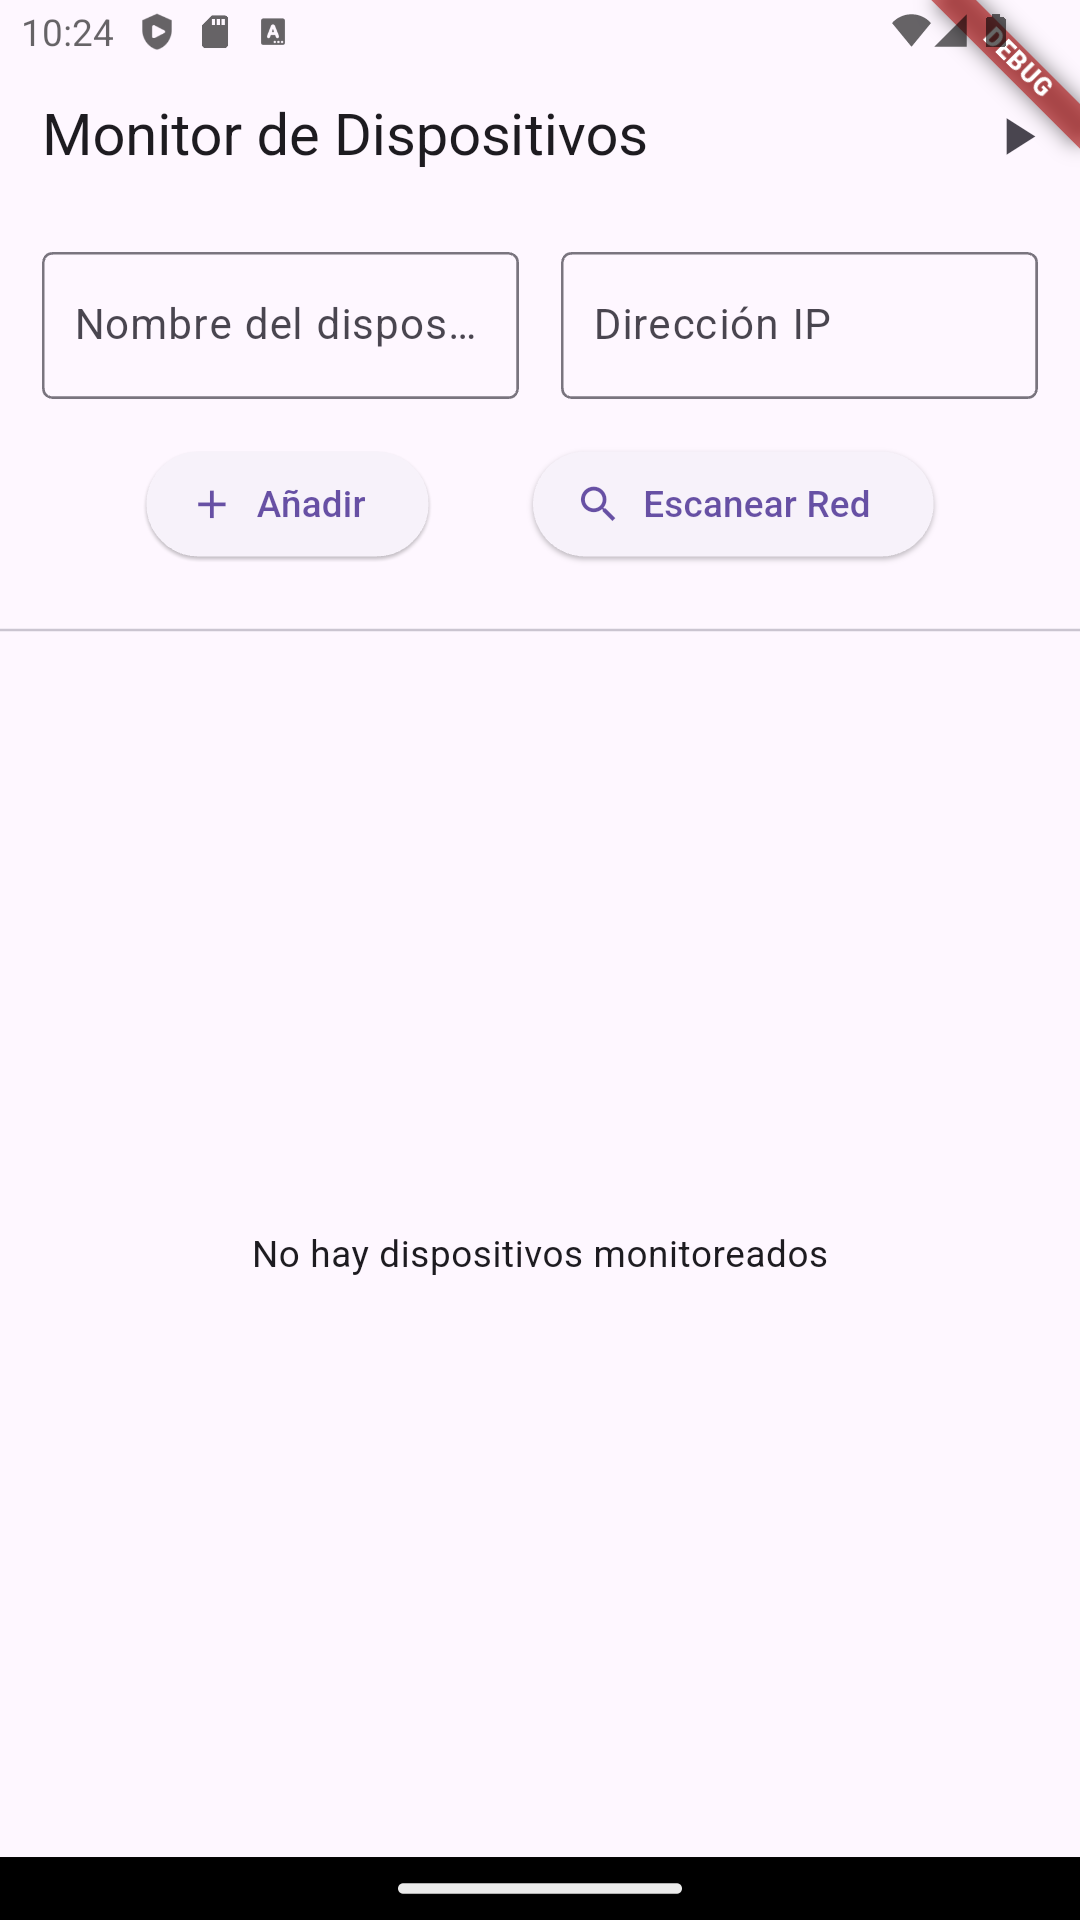 10:24
DEBUG
Monitor de Dispositivos
Nombre del dispos...
Dirección IP
Añadir
Escanear Red
No hay dispositivos monitoreados